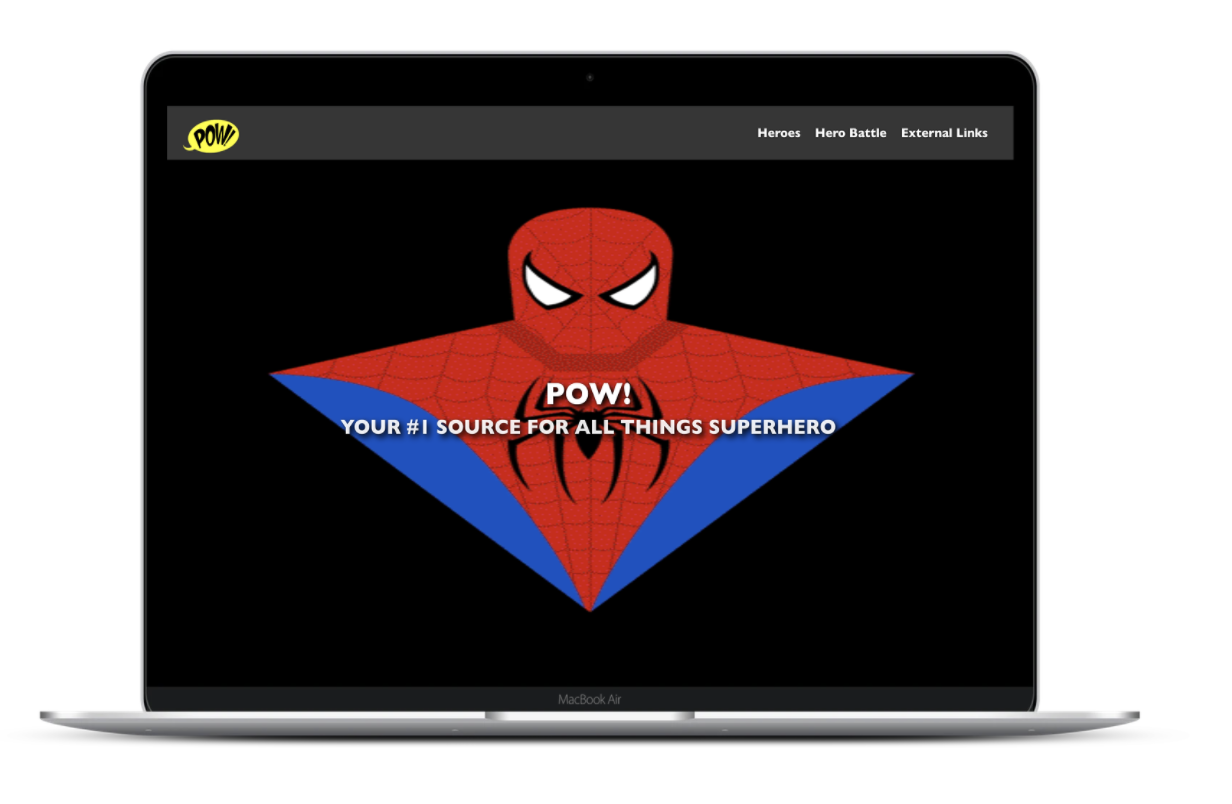 POW!
Heroes Hero Battle External Links
POW!
YOUR #1 SOURCE FOR ALL THINGS SUPERHERO
MacBook Air